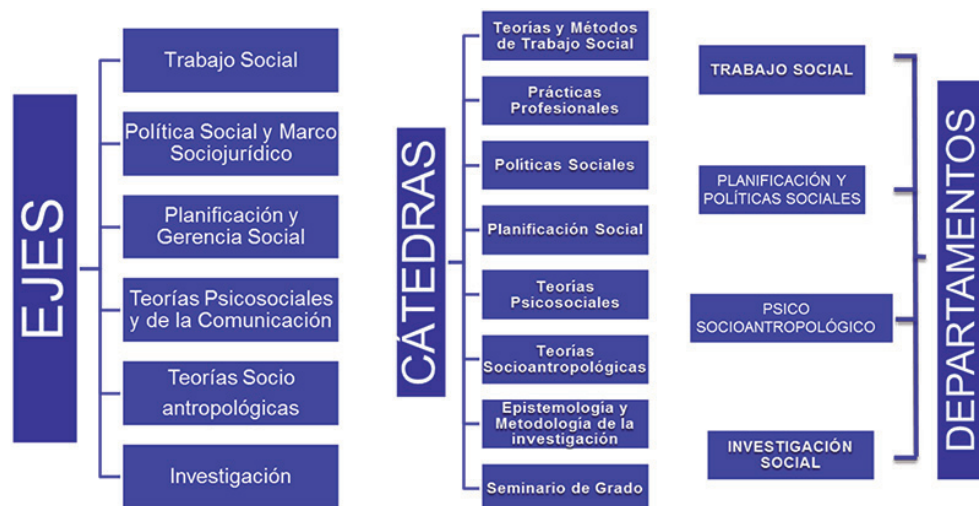 EJES
Trabajo Social
Política Social y Marco
Sociojurídico
Planificación y
Gerencia Social
Teorías Psicosociales
y de la Comunicación
Teorías Socio
antropológicas
Investigación
CÁTEDRAS
Teorías y Métodos
de Trabajo Social
Prácticas
Profesionales
Políticas Sociales
Planificación Social
Teorías
Psicosociales
Teorías
Socioantropológicas
Epistemología y
Metodología de la
investigación
Seminario de Grado
TRABAJO SOCIAL
PLANIFICACIÓN Y
POLÍTICAS SOCIALES
PSICO
SOCIOANTROPOLÓGICO
INVESTIGACIÓN
SOCIAL
DEPARTAMENTOS